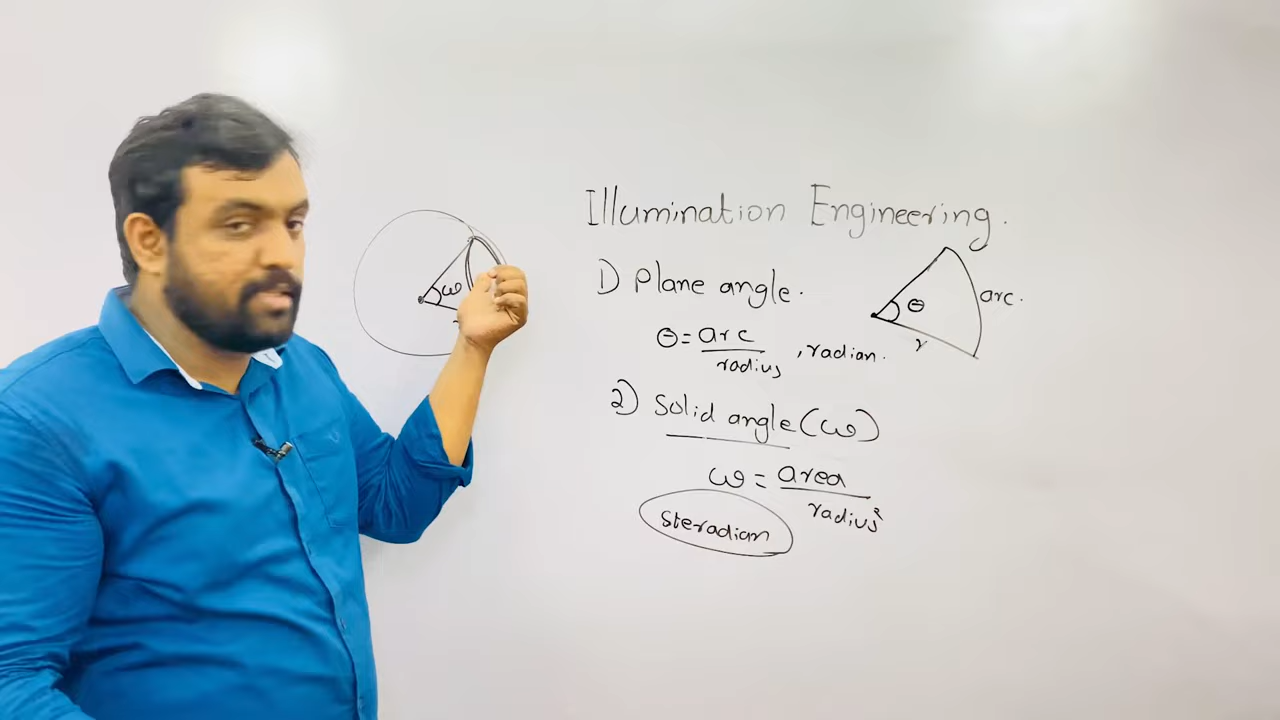 Illumination Engineering.
1) Plane angle.
θ = arc / radius , radian.
θ
r
arc.
2) Solid angle (ω)
ω = area / radius²
steradian
ω